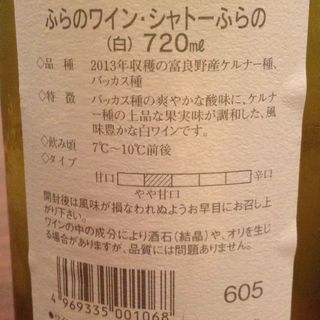 ふらのワイン・シャトーふらの
(白) 720㎖
◇品種 2013年収穫の富良野産ケルナー種、
バッカス種
◇特徴 バッカス種の爽やかな酸味に、ケルナ
ー種の上品な果実味が調和した、風
味豊かな白ワインです。
◇飲み頃 7℃〜10℃前後
◇タイプ
甘口 辛口
やや甘口
開封後は風味が損なわれぬようお早目にお召し上
がり下さい。
ワインの中の成分により酒石(結晶)や、オリを生じ
る場合がありますが、品質には問題ありません。
4 969335 001068
605